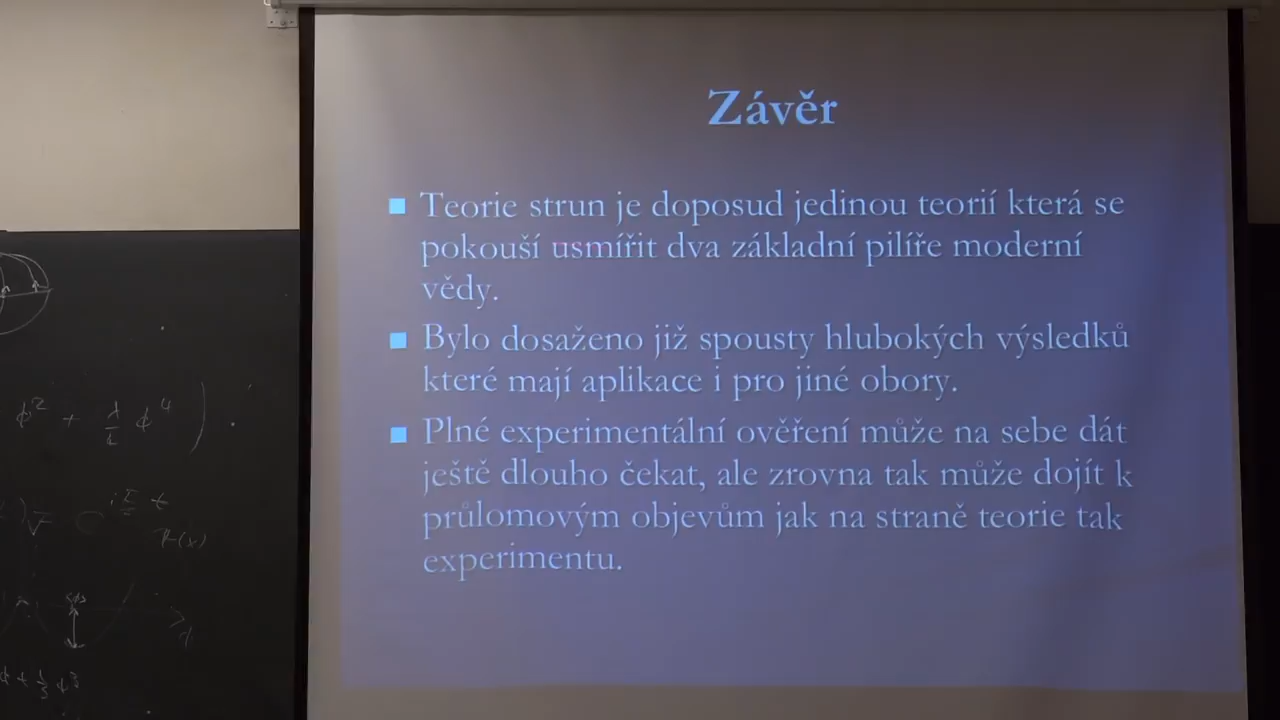 Závěr
Teorie strun je doposud jedinou teorií která se
pokouší usmířit dva základní pilíře moderní
vědy.
Bylo dosaženo již spousty hlubokých výsledků
které mají aplikace i pro jiné obory.
Plné experimentální ověření může na sebe dát
ještě dlouho čekat, ale zrovna tak může dojít k
průlomovým objevům jak na straně teorie tak
experimentu.